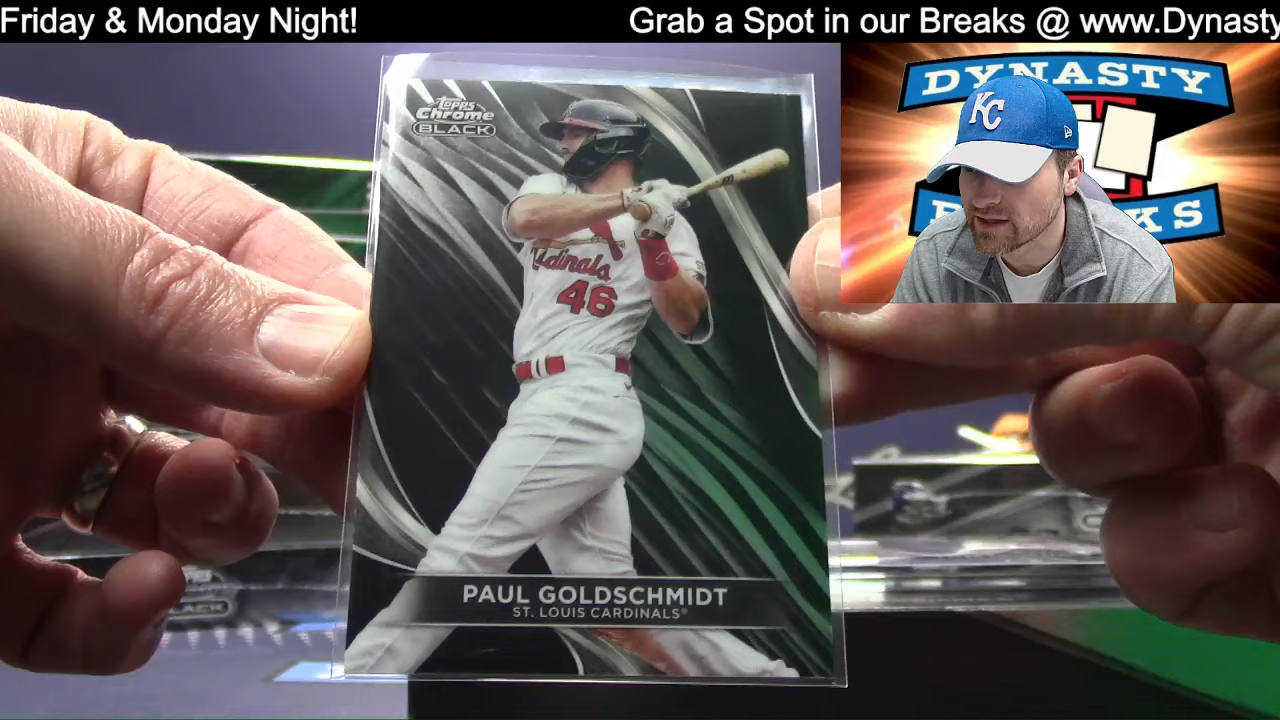 Friday & Monday Night!
Grab a Spot in our Breaks @ www.Dynasty
Topps
Chrome
BLACK
Cardinals
46
PAUL GOLDSCHMIDT
ST. LOUIS CARDINALS®
DYNASTY
KC